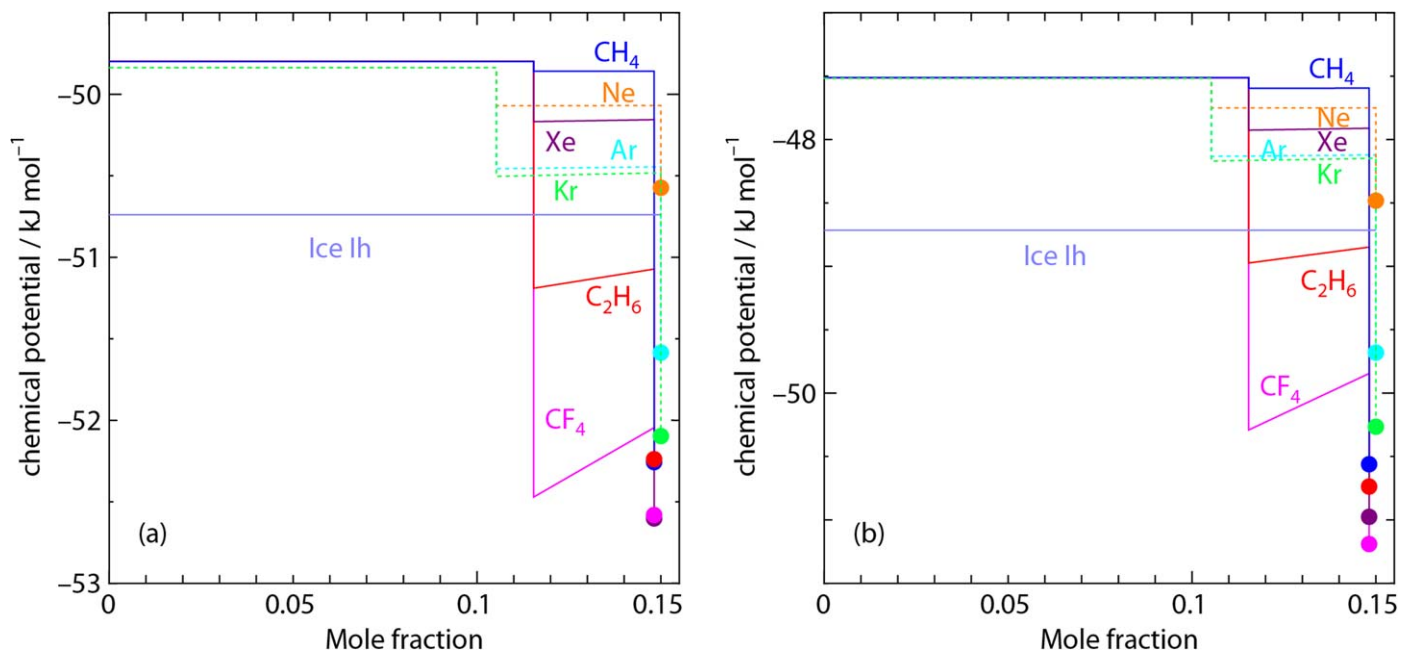 chemical potential / kJ mol⁻¹
−50
−51
−52
−53
CH₄
Ne
Xe
Ar
Kr
Ice Ih
C₂H₆
CF₄
(a)
0
0.05
0.1
0.15
Mole fraction
chemical potential / kJ mol⁻¹
−48
−50
CH₄
Ne
Xe
Ar
Kr
Ice Ih
C₂H₆
CF₄
(b)
0
0.05
0.1
0.15
Mole fraction